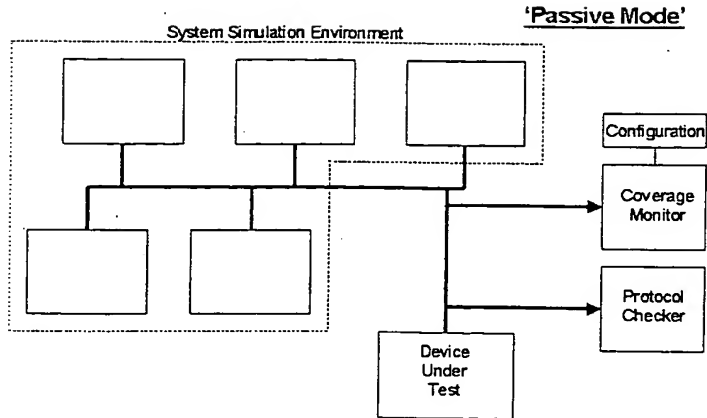 'Passive Mode'
System Simulation Environment
Configuration
Coverage
Monitor
Protocol
Checker
Device
Under
Test